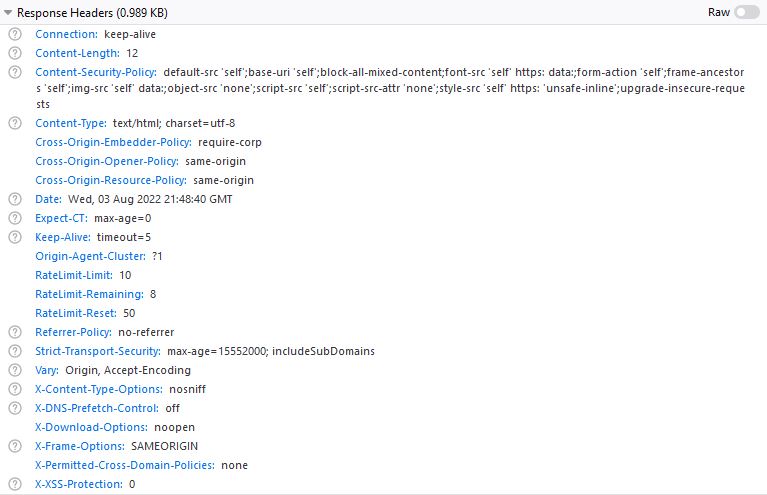 Response Headers (0.989 KB)
Raw
Connection: keep-alive
Content-Length: 12
Content-Security-Policy: default-src 'self';base-uri 'self';block-all-mixed-content;font-src 'self' https: data:;form-action 'self';frame-ancestor
s 'self';img-src 'self' data:;object-src 'none';script-src 'self';script-src-attr 'none';style-src 'self' https: 'unsafe-inline';upgrade-insecure-reque
sts
Content-Type: text/html; charset=utf-8
Cross-Origin-Embedder-Policy: require-corp
Cross-Origin-Opener-Policy: same-origin
Cross-Origin-Resource-Policy: same-origin
Date: Wed, 03 Aug 2022 21:48:40 GMT
Expect-CT: max-age=0
Keep-Alive: timeout=5
Origin-Agent-Cluster: ?1
RateLimit-Limit: 10
RateLimit-Remaining: 8
RateLimit-Reset: 50
Referrer-Policy: no-referrer
Strict-Transport-Security: max-age=15552000; includeSubDomains
Vary: Origin, Accept-Encoding
X-Content-Type-Options: nosniff
X-DNS-Prefetch-Control: off
X-Download-Options: noopen
X-Frame-Options: SAMEORIGIN
X-Permitted-Cross-Domain-Policies: none
X-XSS-Protection: 0